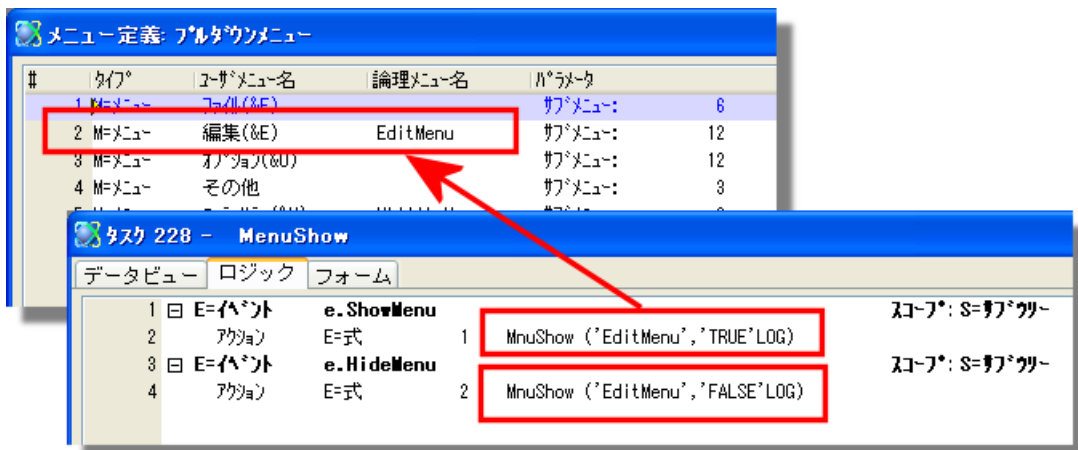 メニュー定義: プルダウンメニュー
# タイプ ユーザメニュー名 論理メニュー名 パラメータ
1 M=メニュー ファイル(&E) サブメニュー: 6
2 M=メニュー 編集(&E) EditMenu サブメニュー: 12
3 M=メニュー オプション(&O) サブメニュー: 12
4 M=メニュー その他 サブメニュー: 3
タスク 228 - MenuShow
データビュー ロジック フォーム
1 E=イベント e.ShowMenu スコープ: S=サブツリー
2 アクション E=式 1 MnuShow ('EditMenu','TRUE'LOG)
3 E=イベント e.HideMenu スコープ: S=サブツリー
4 アクション E=式 2 MnuShow ('EditMenu','FALSE'LOG)